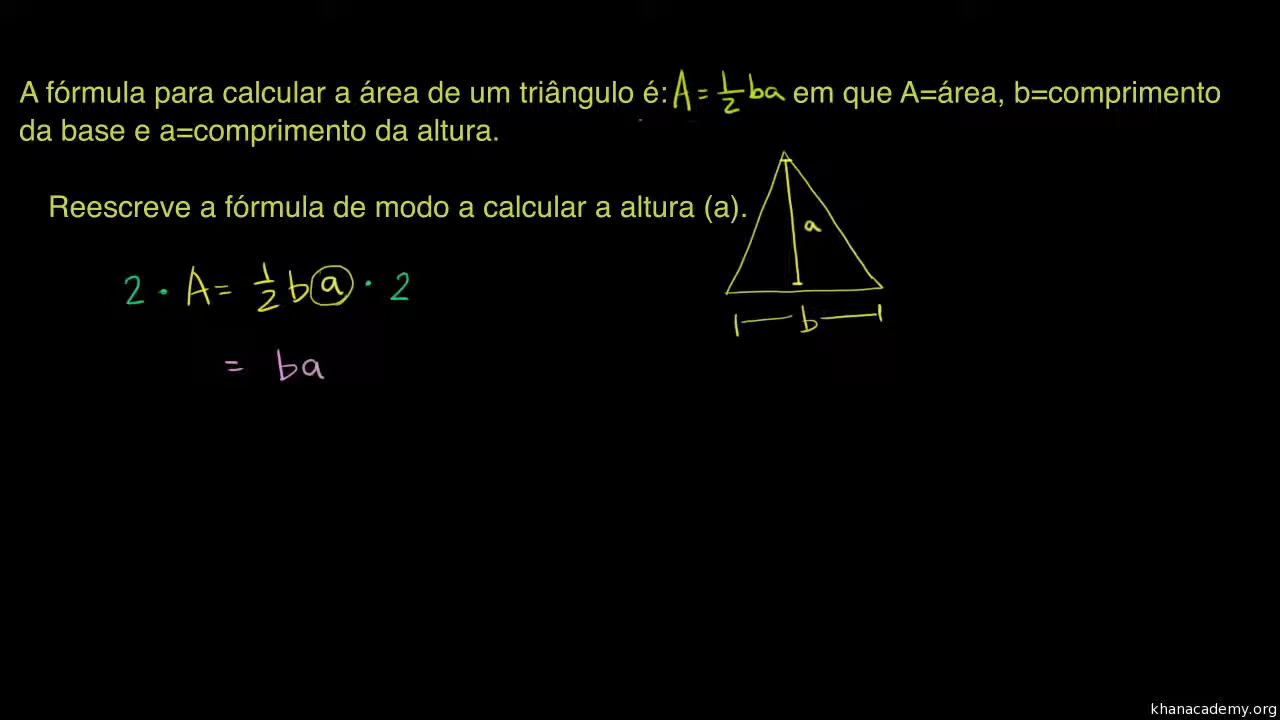 A fórmula para calcular a área de um triângulo é: A = 1/2 ba em que A=área, b=comprimento
da base e a=comprimento da altura.
Reescreve a fórmula de modo a calcular a altura (a).
a
2 · A = 1/2 ba · 2
b
= ba
khanacademy.org